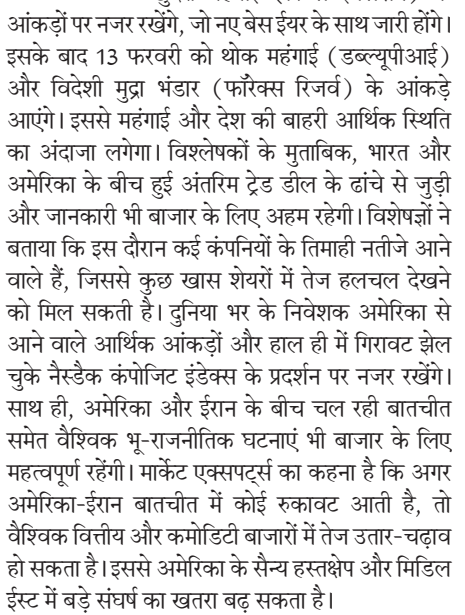 आंकड़ों पर नजर रखेंगे, जो नए बेस ईयर के साथ जारी होंगे।
इसके बाद 13 फरवरी को थोक महंगाई (डब्ल्यूपीआई)
और विदेशी मुद्रा भंडार (फॉरेक्स रिजर्व) के आंकड़े
आएंगे। इससे महंगाई और देश की बाहरी आर्थिक स्थिति
का अंदाजा लगेगा। विश्लेषकों के मुताबिक, भारत और
अमेरिका के बीच हुई अंतरिम ट्रेड डील के ढांचे से जुड़ी
और जानकारी भी बाजार के लिए अहम रहेगी। विशेषज्ञों ने
बताया कि इस दौरान कई कंपनियों के तिमाही नतीजे आने
वाले हैं, जिससे कुछ खास शेयरों में तेज हलचल देखने
को मिल सकती है। दुनिया भर के निवेशक अमेरिका से
आने वाले आर्थिक आंकड़ों और हाल ही में गिरावट झेल
चुके नैस्डैक कंपोजिट इंडेक्स के प्रदर्शन पर नजर रखेंगे।
साथ ही, अमेरिका और ईरान के बीच चल रही बातचीत
समेत वैश्विक भू-राजनीतिक घटनाएं भी बाजार के लिए
महत्वपूर्ण रहेंगी। मार्केट एक्सपर्ट्स का कहना है कि अगर
अमेरिका-ईरान बातचीत में कोई रुकावट आती है, तो
वैश्विक वित्तीय और कमोडिटी बाजारों में तेज उतार-चढ़ाव
हो सकता है। इससे अमेरिका के सैन्य हस्तक्षेप और मिडिल
ईस्ट में बड़े संघर्ष का खतरा बढ़ सकता है।